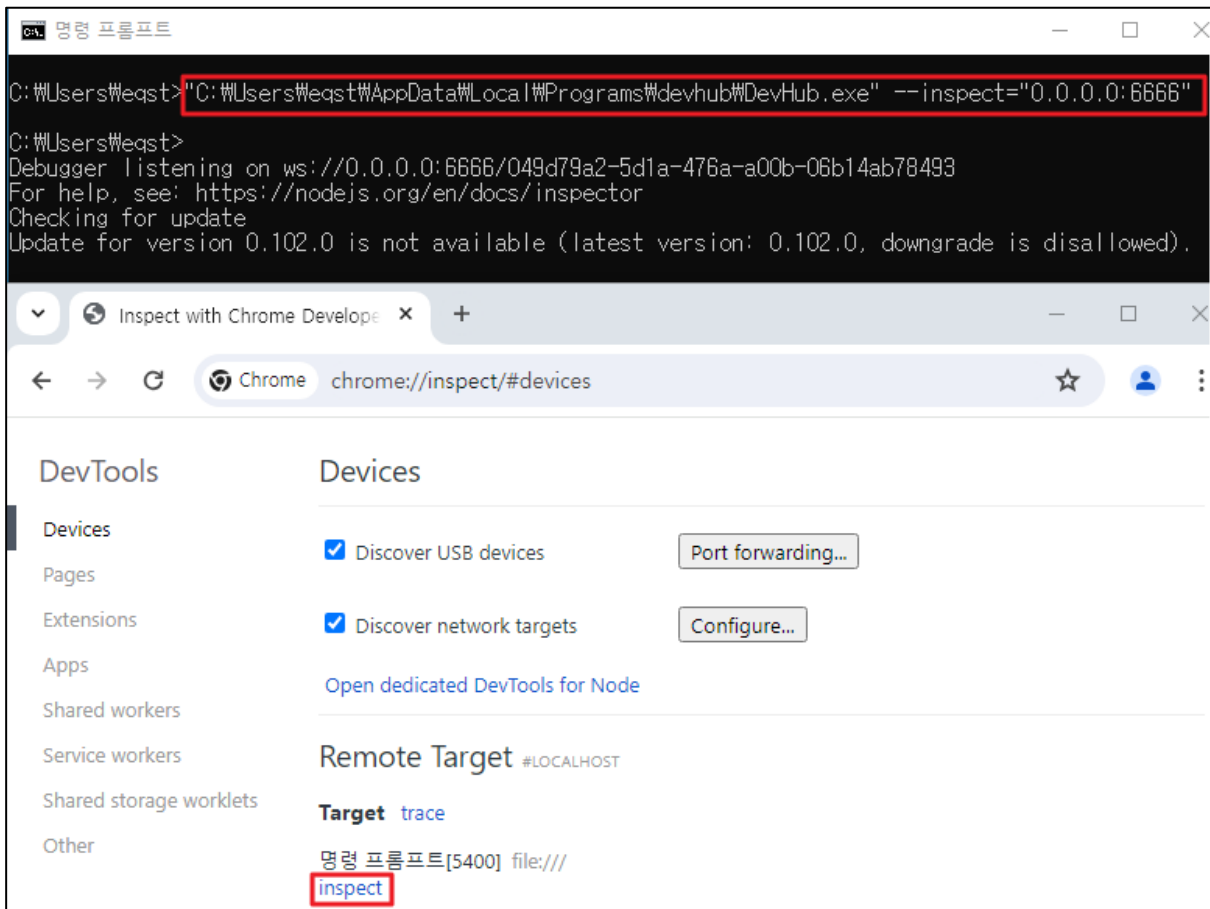 명령 프롬프트
C:₩Users₩eqst>"C:₩Users₩eqst₩AppData₩Local₩Programs₩devhub₩DevHub.exe" --inspect="0.0.0.0:6666"
C:₩Users₩eqst>
Debugger listening on ws://0.0.0.0:6666/049d79a2-5d1a-476a-a00b-06b14ab78493
For help, see: https://nodejs.org/en/docs/inspector
Checking for update
Update for version 0.102.0 is not available (latest version: 0.102.0, downgrade is disallowed).
Inspect with Chrome Develope
Chrome chrome://inspect/#devices
DevTools
Devices
Pages
Extensions
Apps
Shared workers
Service workers
Shared storage worklets
Other
Devices
Discover USB devices Port forwarding...
Discover network targets Configure...
Open dedicated DevTools for Node
Remote Target #LOCALHOST
Target trace
명령 프롬프트[5400] file:///
inspect